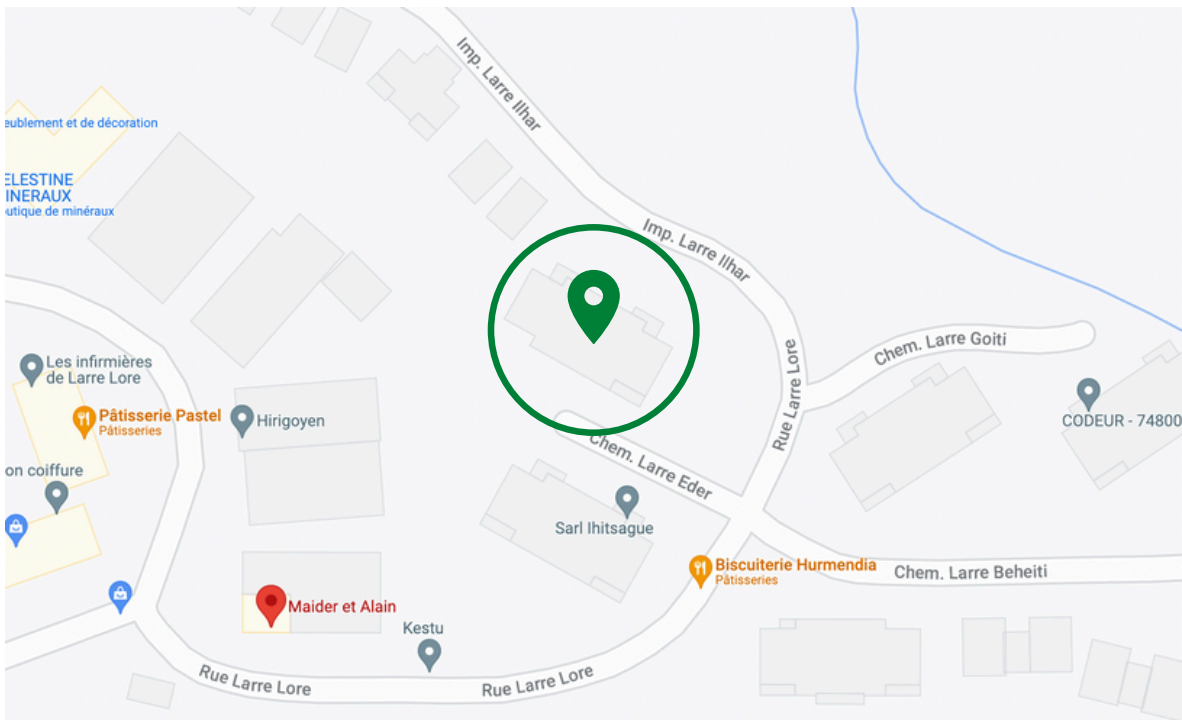 Imp. Larre Ilhar
eublement et de décoration
ELESTINE
INERAUX
outique de minéraux
Imp. Larre Ilhar
Chem. Larre Goiti
Rue Larre Lore
Les infirmières
de Larre Lore
Pâtisserie Pastel
Pâtisseries
Hirigoyen
CODEUR - 74800
on coiffure
Chem. Larre Eder
Sarl Ihitsague
Biscuiterie Hurmendia
Pâtisseries
Chem. Larre Beheiti
Maider et Alain
Kestu
Rue Larre Lore
Rue Larre Lore